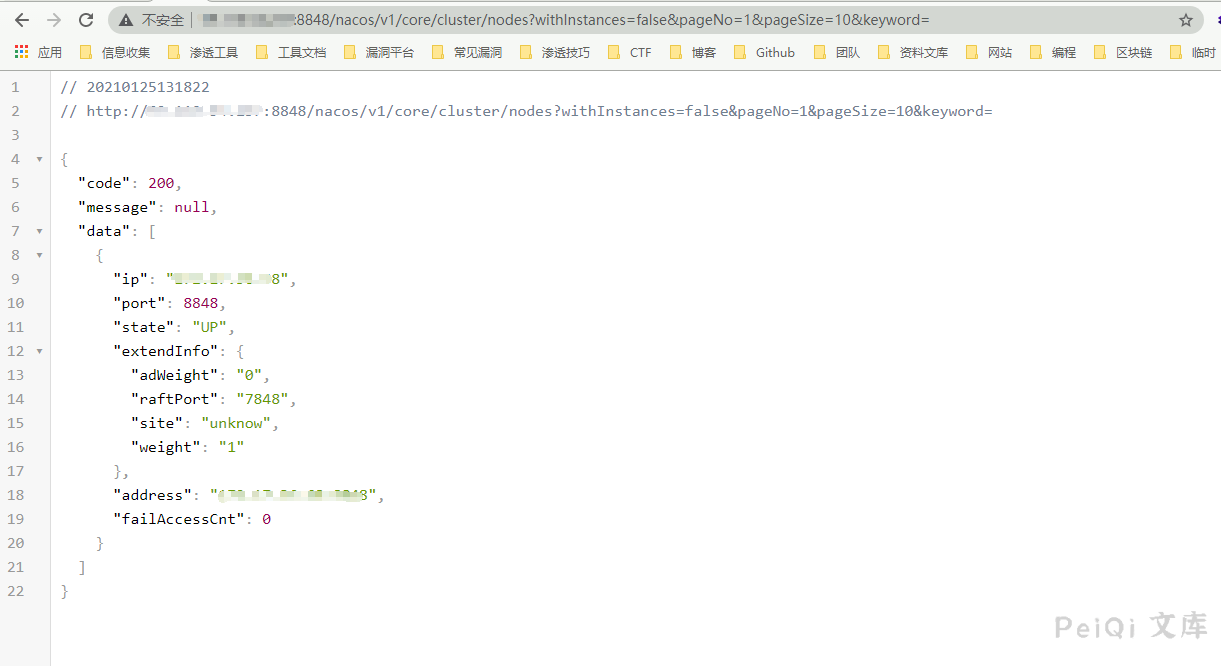 不安全 :8848/nacos/v1/core/cluster/nodes?withInstances=false&pageNo=1&pageSize=10&keyword=
应用 信息收集 渗透工具 工具文档 漏洞平台 常见漏洞 渗透技巧 CTF 博客 Github 团队 资料文库 网站 编程 区块链 临时
1 // 20210125131822
2 // http:// :8848/nacos/v1/core/cluster/nodes?withInstances=false&pageNo=1&pageSize=10&keyword=
3
4 {
5 "code": 200,
6 "message": null,
7 "data": [
8 {
9 "ip": " 8",
10 "port": 8848,
11 "state": "UP",
12 "extendInfo": {
13 "adWeight": "0",
14 "raftPort": "7848",
15 "site": "unknow",
16 "weight": "1"
17 },
18 "address": " ",
19 "failAccessCnt": 0
20 }
21 ]
22 }
PeiQi 文库